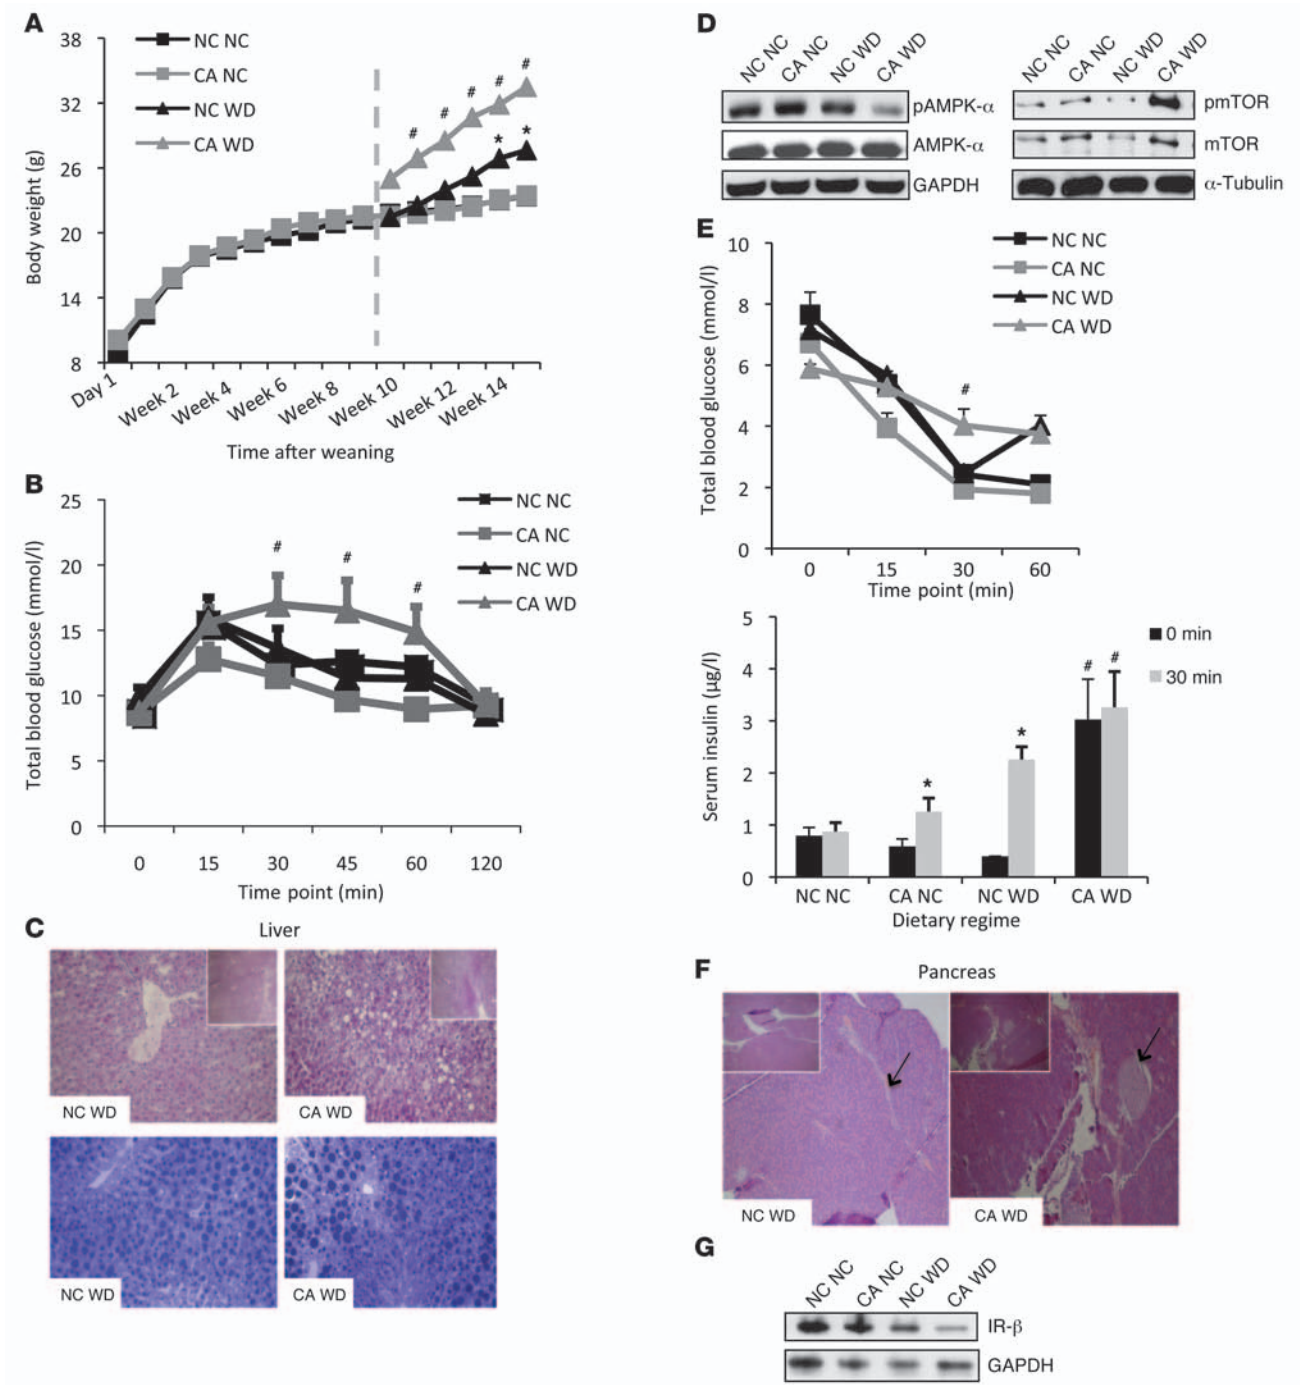 A
38
32
26
20
14
8
Body weight (g)
NC NC
CA NC
NC WD
CA WD
# # # # # #
* *
Day 1 Week 2 Week 4 Week 6 Week 8 Week 10 Week 12 Week 14
Time after weaning
B
25
20
15
10
5
0
Total blood glucose (mmol/l)
NC NC
CA NC
NC WD
CA WD
# # #
0 15 30 45 60 120
Time point (min)
C
Liver
NC WD
CA WD
NC WD
CA WD
D
NC NC CA NC NC WD CA WD
pAMPK-α
AMPK-α
GAPDH
NC NC CA NC NC WD CA WD
pmTOR
mTOR
α-Tubulin
E
10
8
6
4
2
0
Total blood glucose (mmol/l)
NC NC
CA NC
NC WD
CA WD
#
0 15 30 60
Time point (min)
5
4
3
2
1
0
Serum insulin (µg/l)
0 min
30 min
* * # #
NC NC CA NC NC WD CA WD
Dietary regime
F
Pancreas
NC WD
CA WD
G
NC NC CA NC NC WD CA WD
IR-β
GAPDH